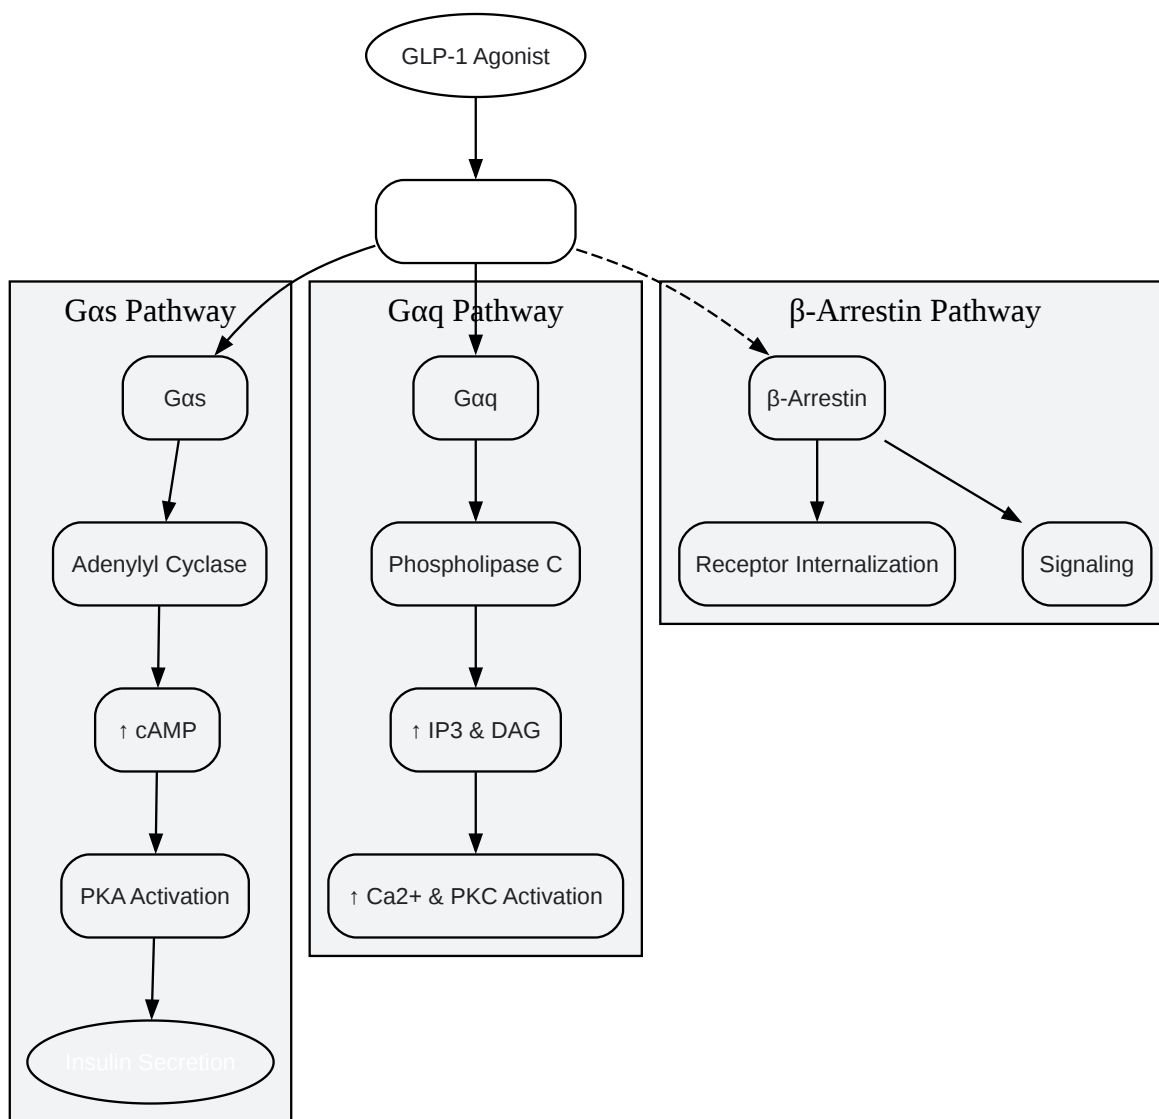 GLP-1 Agonist
Gαs Pathway
Gαq Pathway
β-Arrestin Pathway
Gαs
Gαq
β-Arrestin
Adenylyl Cyclase
Phospholipase C
Receptor Internalization
Signaling
↑ cAMP
↑ IP3 & DAG
PKA Activation
↑ Ca2+ & PKC Activation
Insulin Secretion